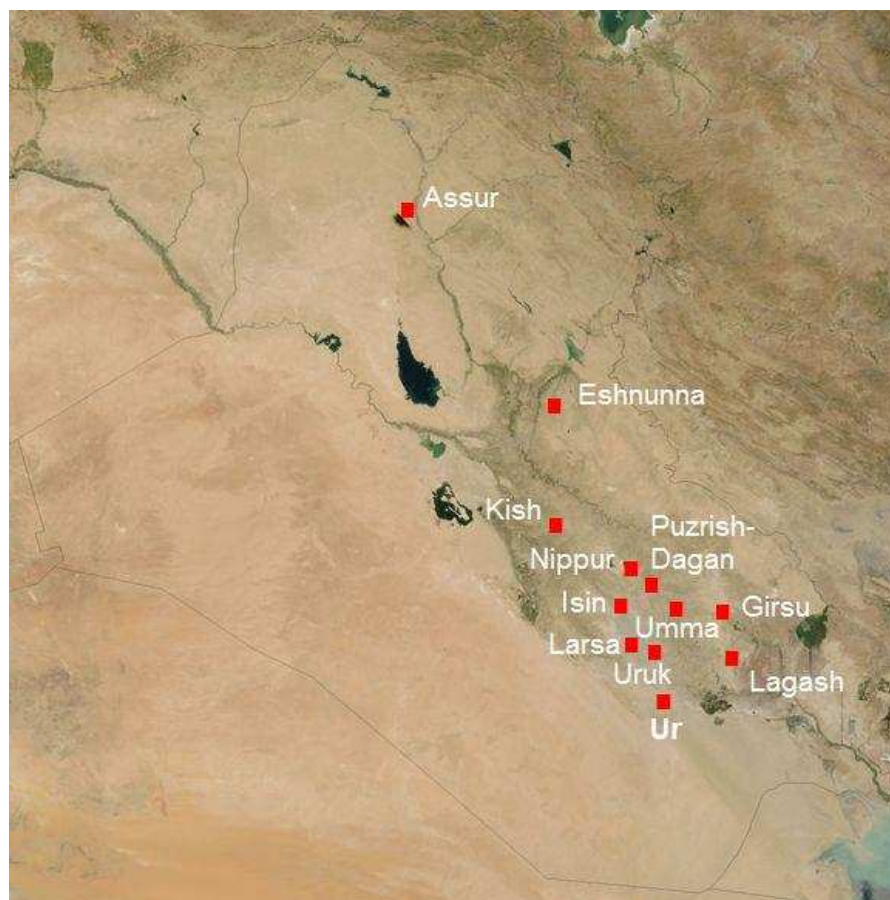 Assur
Eshnunna
Kish
Puzrish-
Dagan
Nippur
Isin
Umma
Girsu
Larsa
Uruk
Lagash
Ur